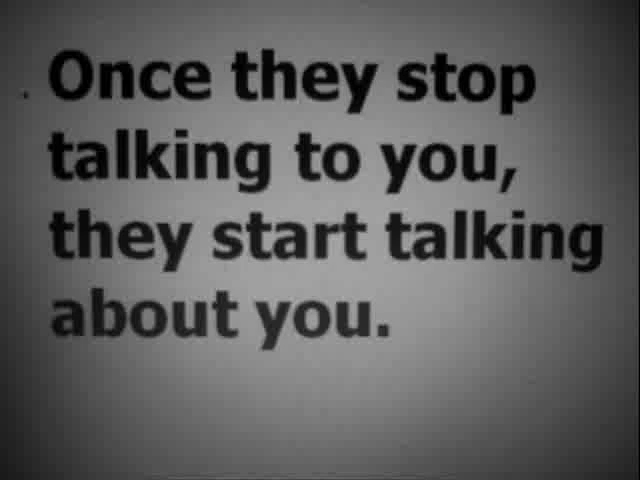 Once they stop
talking to you,
they start talking
about you.